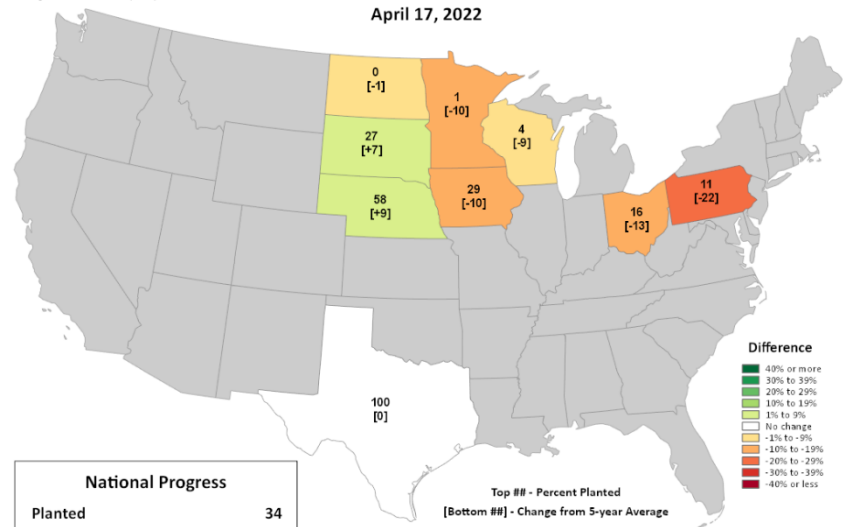 April 17, 2022
0
[-1]
1
[-10]
27
[+7]
4
[-9]
58
[+9]
29
[-10]
16
[-13]
11
[-22]
100
[0]
Difference
40% or more
30% to 39%
20% to 29%
10% to 19%
1% to 9%
No change
-1% to -9%
-10% to -19%
-20% to -29%
-30% to -39%
-40% or less
National Progress
Planted 34
Top ## - Percent Planted
[Bottom ##] - Change from 5-year Average